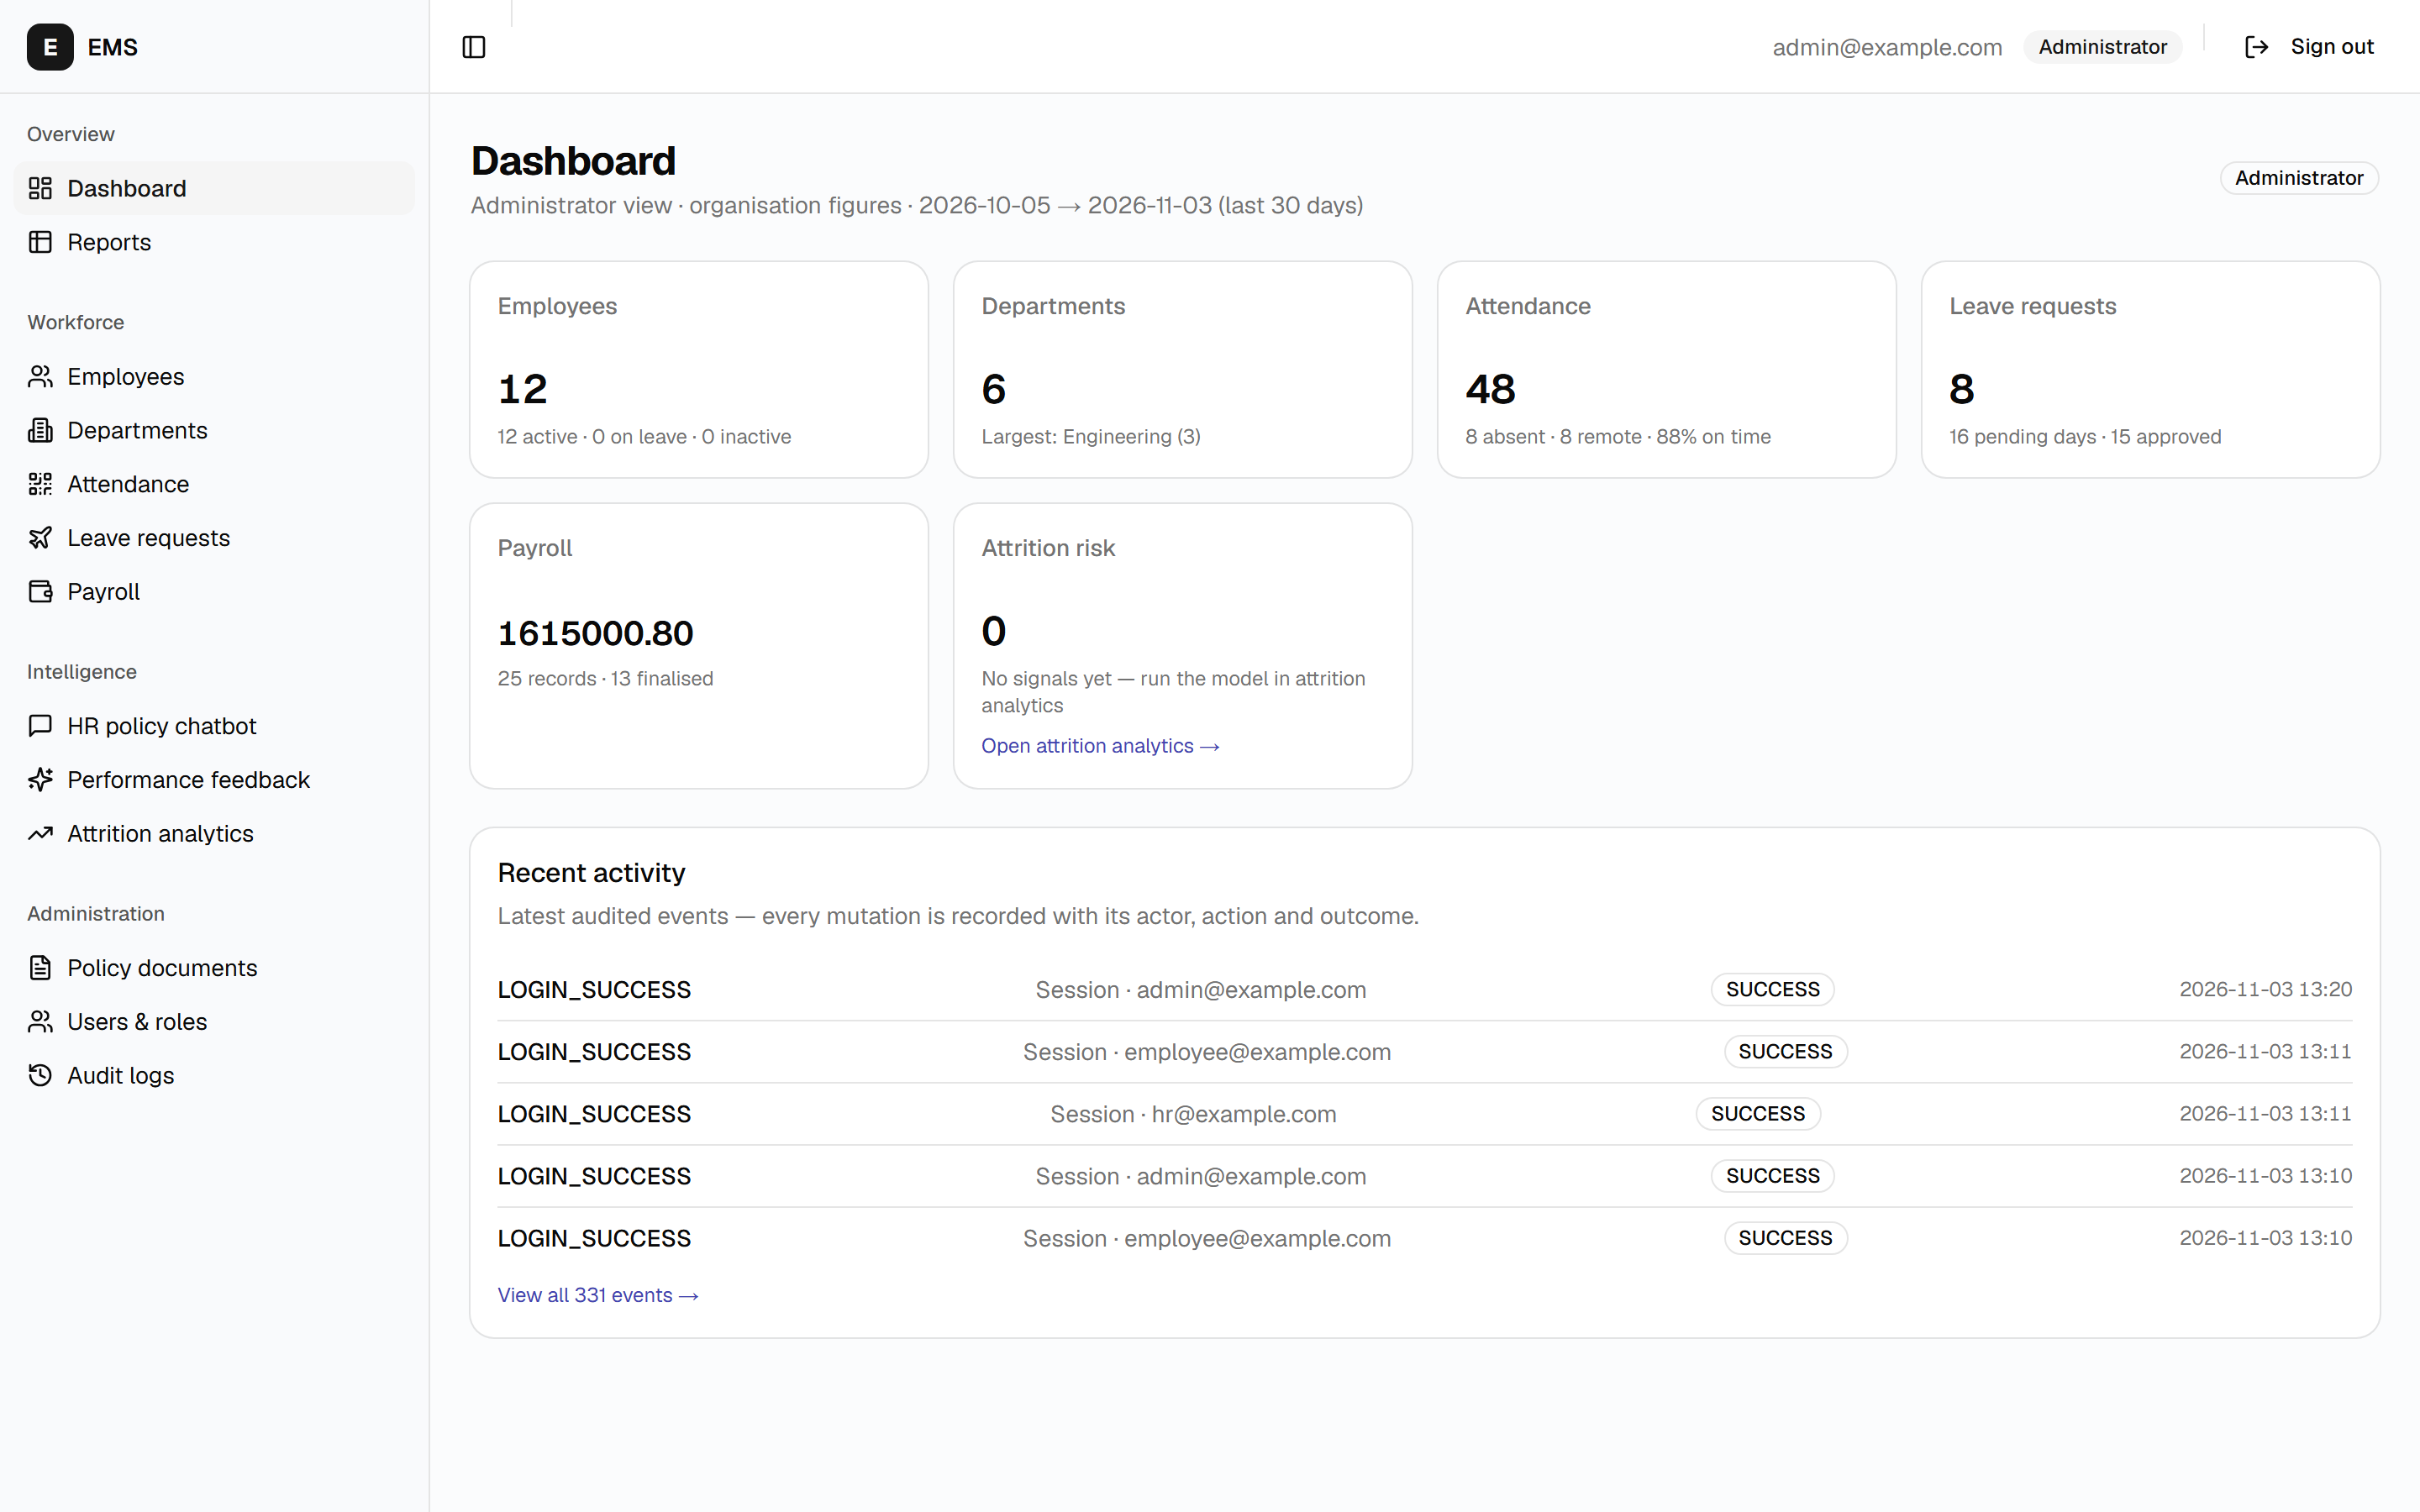 E EMS
admin@example.com Administrator Sign out
Overview
Dashboard
Reports
Workforce
Employees
Departments
Attendance
Leave requests
Payroll
Intelligence
HR policy chatbot
Performance feedback
Attrition analytics
Administration
Policy documents
Users & roles
Audit logs
Dashboard
Administrator view · organisation figures · 2026-10-05 → 2026-11-03 (last 30 days)
Administrator
Employees
12
12 active · 0 on leave · 0 inactive
Departments
6
Largest: Engineering (3)
Attendance
48
8 absent · 8 remote · 88% on time
Leave requests
8
16 pending days · 15 approved
Payroll
1615000.80
25 records · 13 finalised
Attrition risk
0
No signals yet — run the model in attrition
analytics
Open attrition analytics →
Recent activity
Latest audited events — every mutation is recorded with its actor, action and outcome.
LOGIN_SUCCESS Session · admin@example.com SUCCESS 2026-11-03 13:20
LOGIN_SUCCESS Session · employee@example.com SUCCESS 2026-11-03 13:11
LOGIN_SUCCESS Session · hr@example.com SUCCESS 2026-11-03 13:11
LOGIN_SUCCESS Session · admin@example.com SUCCESS 2026-11-03 13:10
LOGIN_SUCCESS Session · employee@example.com SUCCESS 2026-11-03 13:10
View all 331 events →